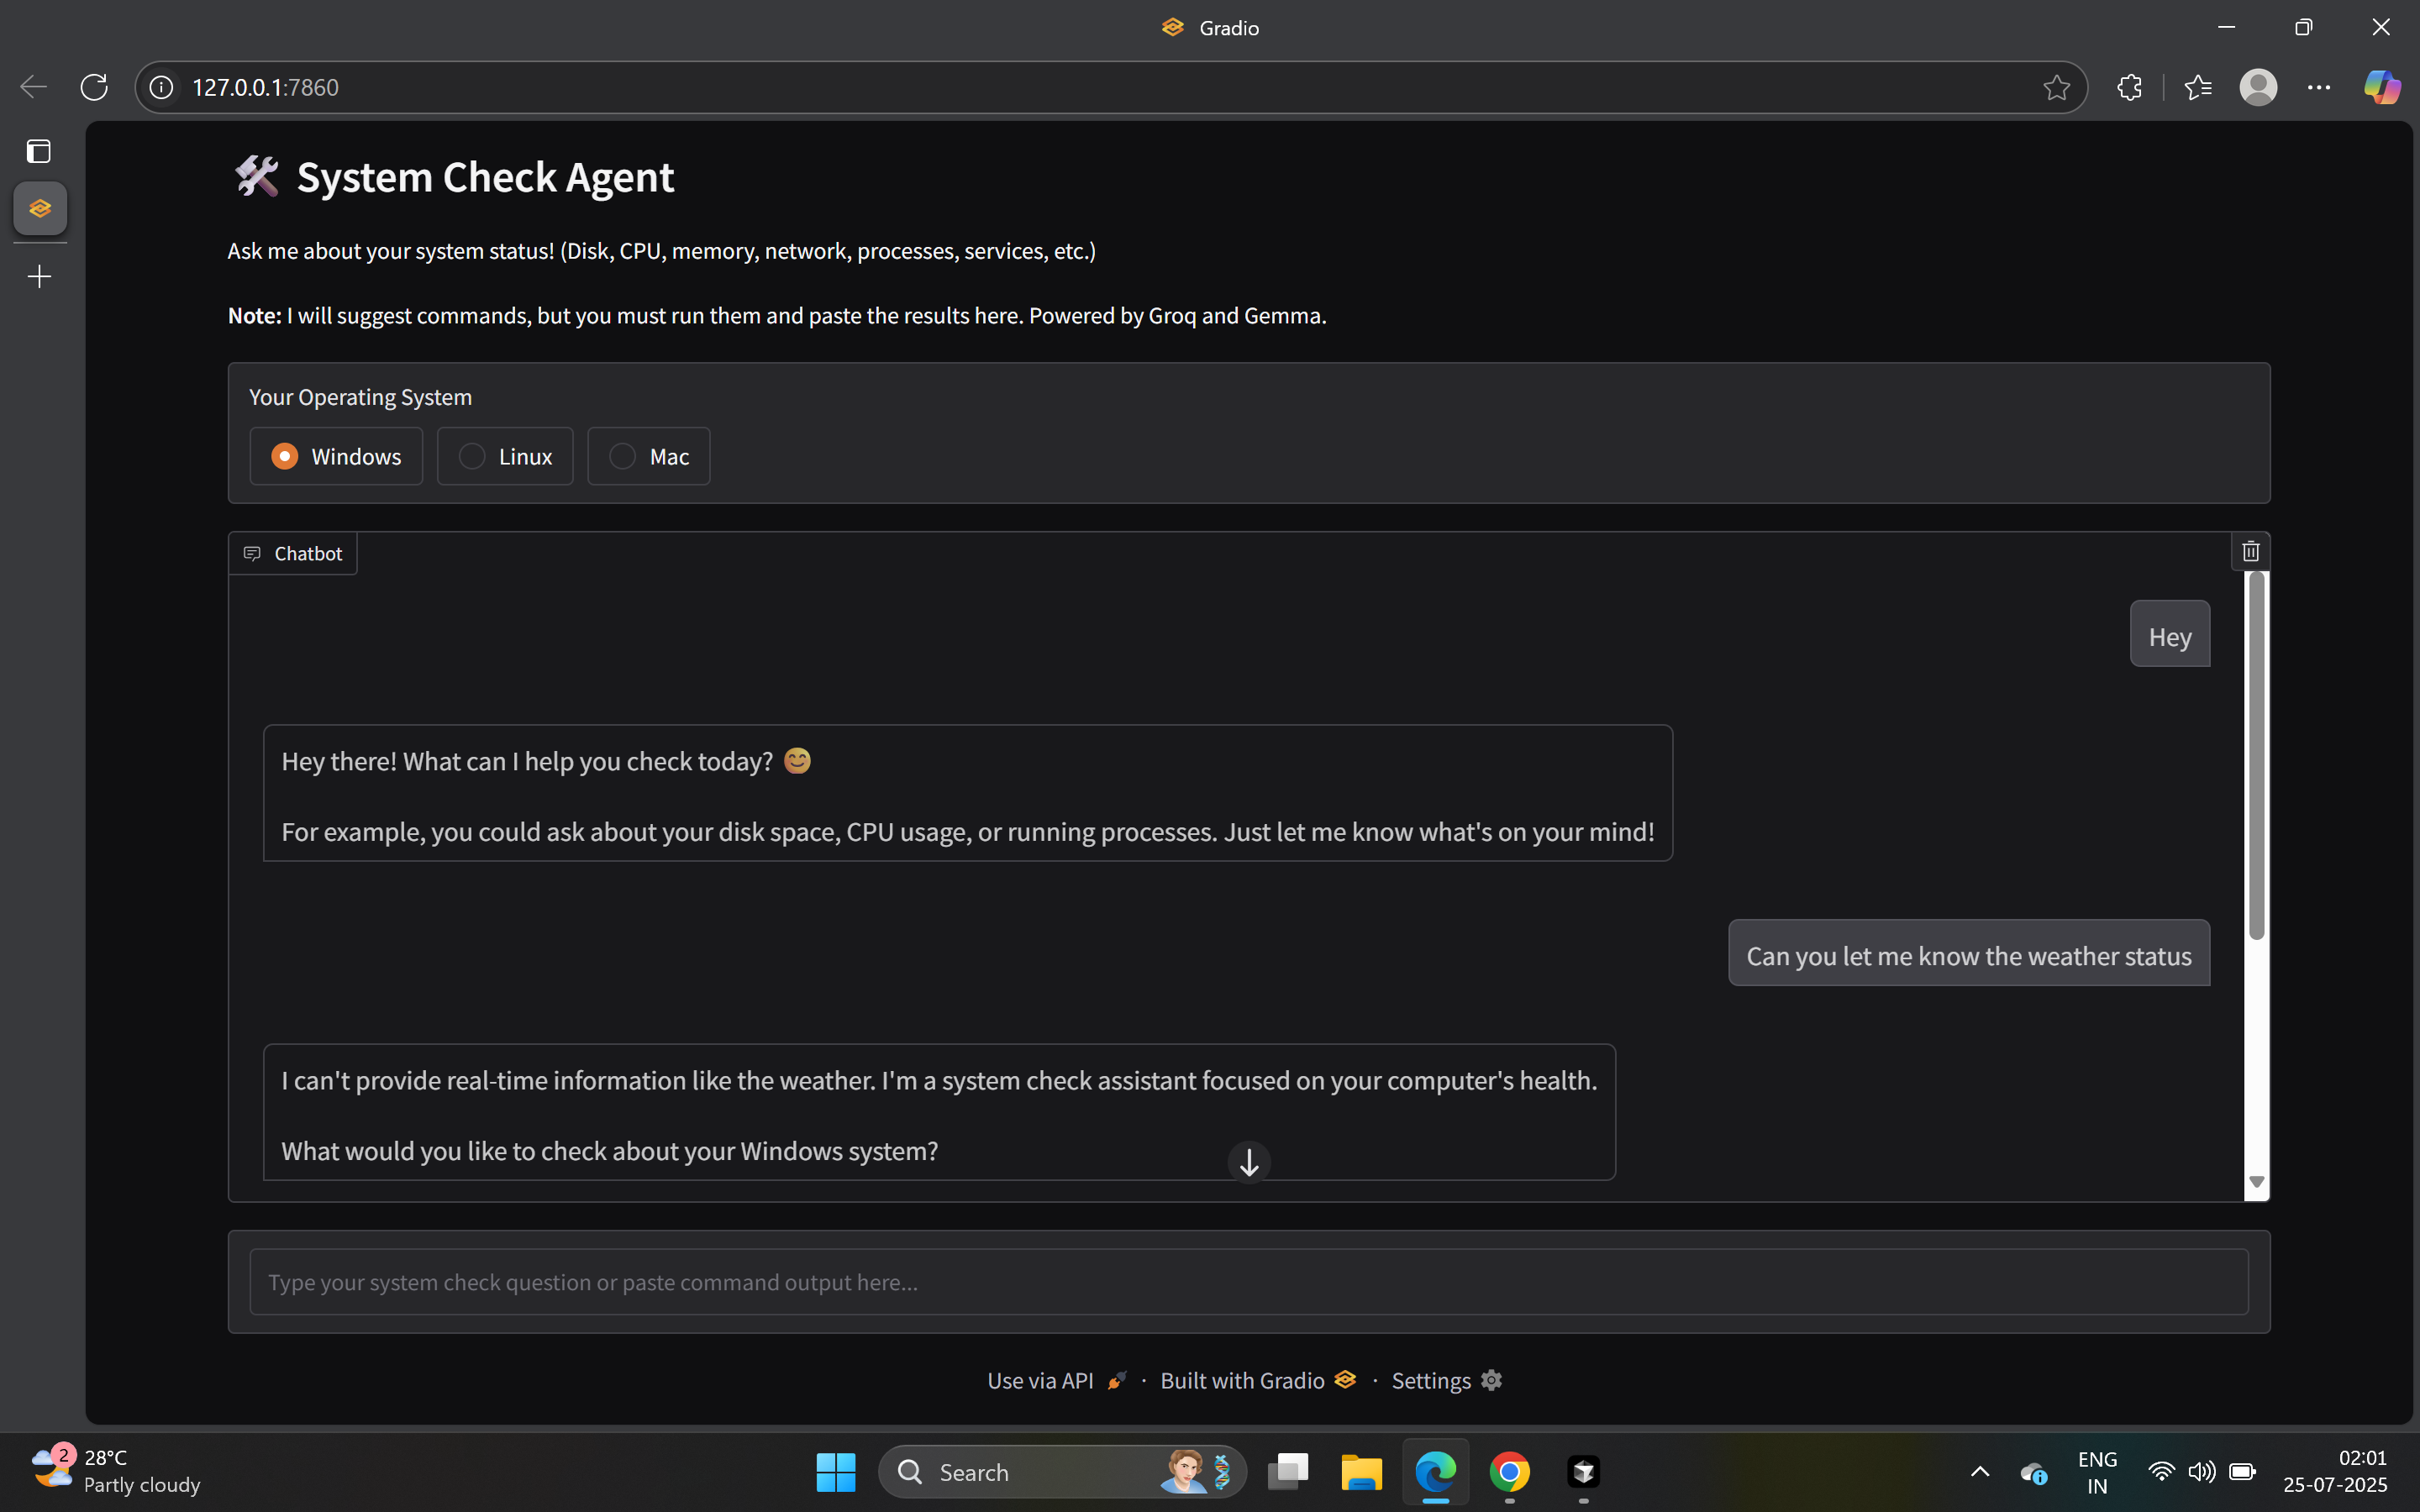 Gradio
127.0.0.1:7860
System Check Agent
Ask me about your system status! (Disk, CPU, memory, network, processes, services, etc.)
Note: I will suggest commands, but you must run them and paste the results here. Powered by Groq and Gemma.
Your Operating System
Windows Linux Mac
Chatbot
Hey
Hey there! What can I help you check today? 😊
For example, you could ask about your disk space, CPU usage, or running processes. Just let me know what's on your mind!
Can you let me know the weather status
I can't provide real-time information like the weather. I'm a system check assistant focused on your computer's health.
What would you like to check about your Windows system?
Type your system check question or paste command output here...
Use via API · Built with Gradio · Settings
2
28°C
Partly cloudy
Search
ENG
IN
02:01
25-07-2025